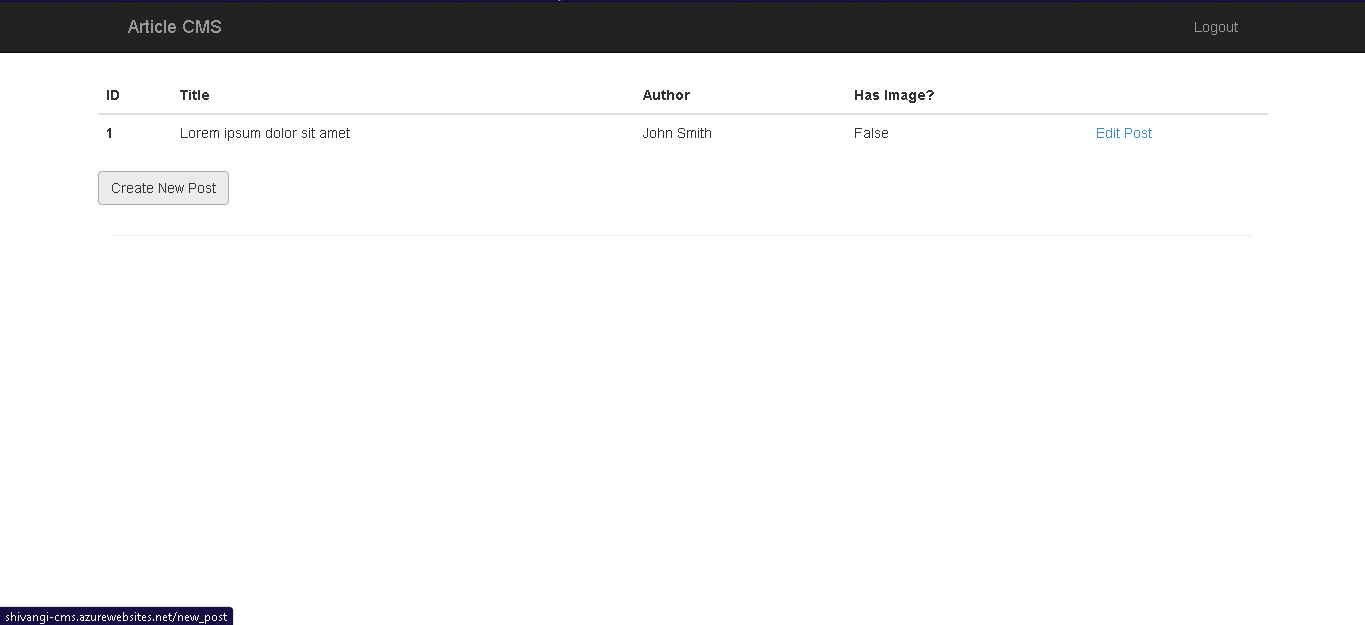 Article CMS Logout
ID Title Author Has Image?
1 Lorem ipsum dolor sit amet John Smith False Edit Post
Create New Post
shivangi-cms.azurewebsites.net/new_post